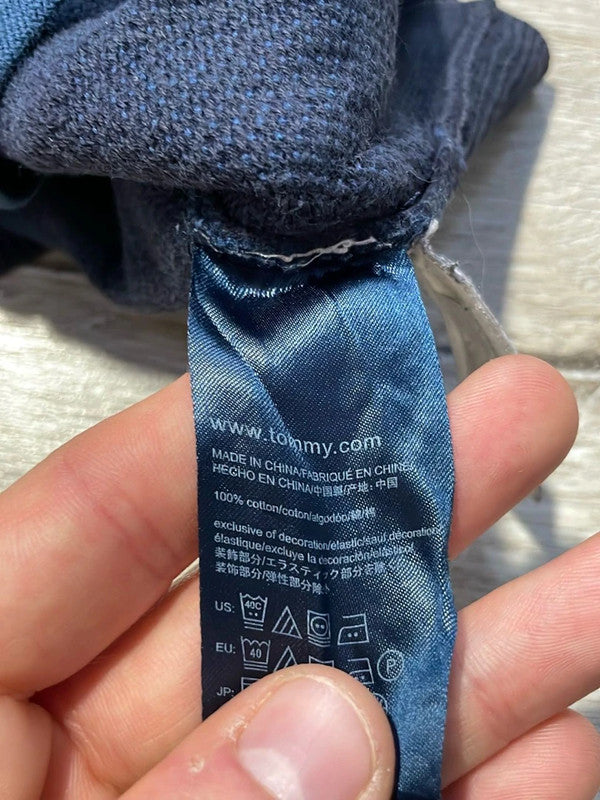 www.tommy.com
MADE IN CHINA/FABRIQUÉ EN CHINE/
HECHO EN CHINA/中国製/产地: 中国
100% cotton/coton/algodón/綿/棉
exclusive of decoration/elastic/sauf décoration/
élastique/excluye la decoración/elástico/
装飾部分/エラスティック部分を除く
装饰部分/弹性部分除外
US: 40C
EU: 40 P
JP: